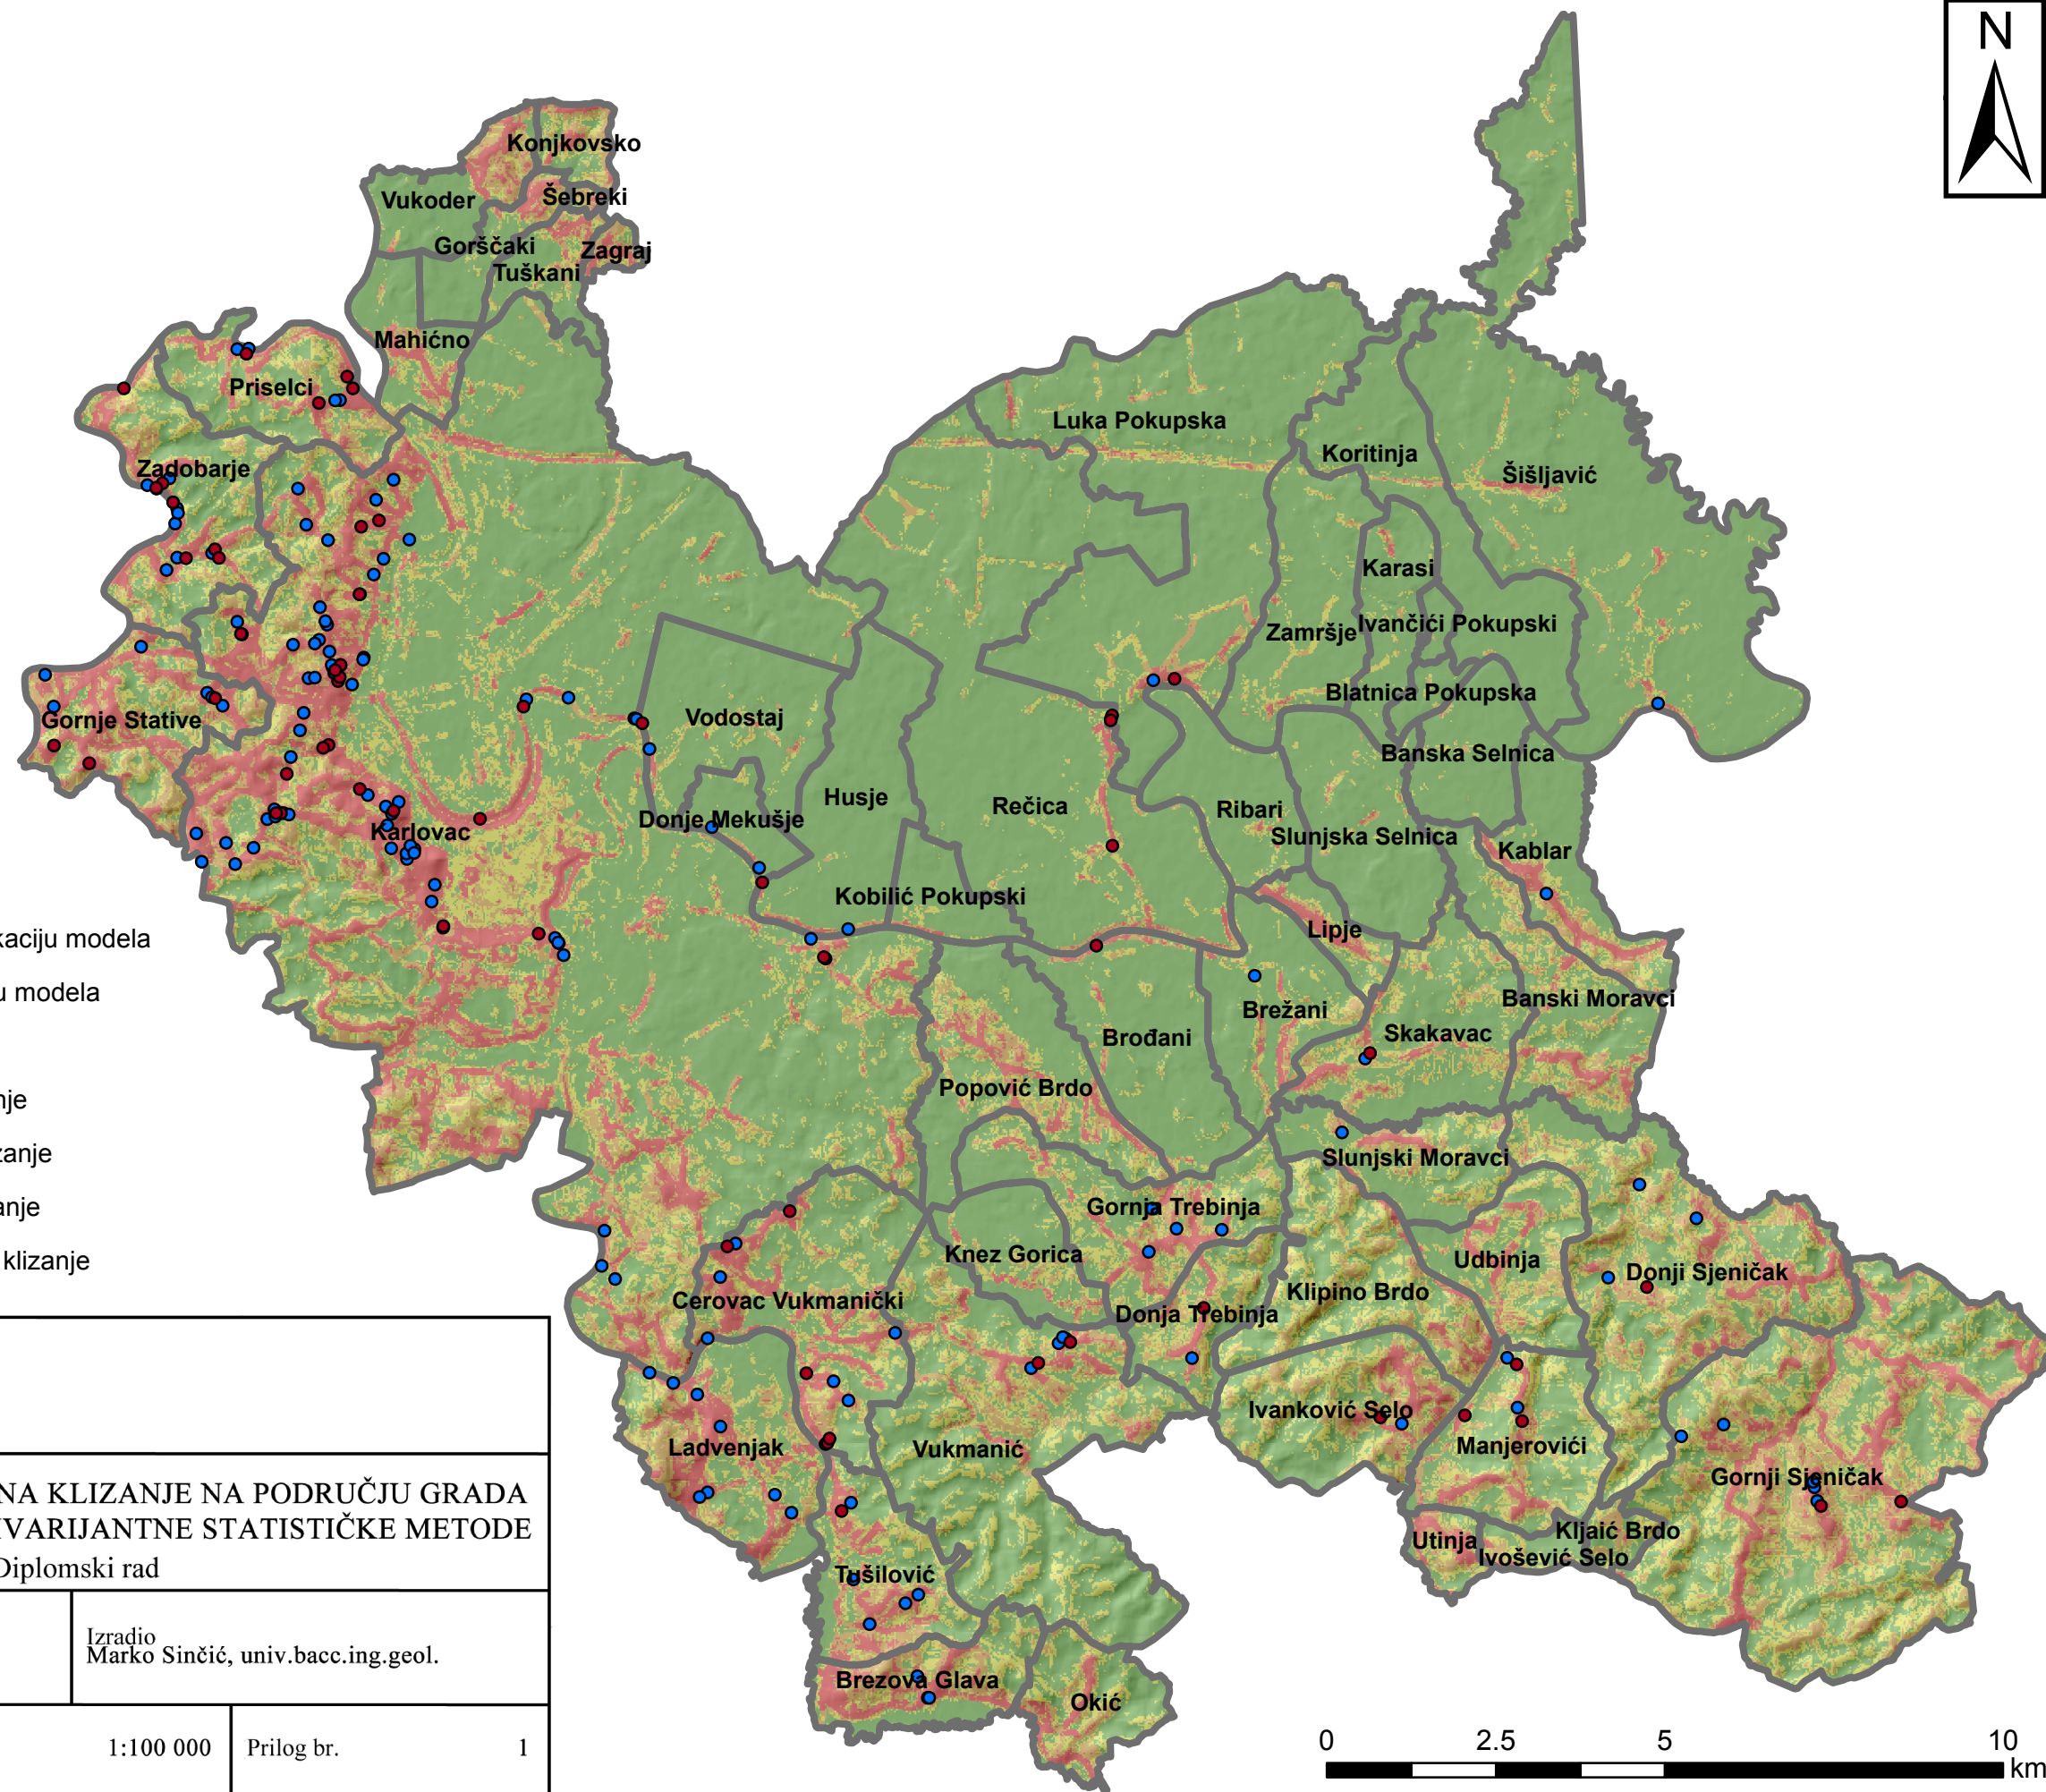 N
Konjkovsko
Vukoder
Šebreki
Gorščaki
Zagraj
Tuškani
Mahićno
Priselci
Luka Pokupska
Koritinja
Zadobarje
Šišljavić
Karasi
Zamršje
Ivančići Pokupski
Blatnica Pokupska
Gornje Stative
Vodostaj
Banska Selnica
Husje
Rečica
Ribari
Donje Mekušje
Karlovac
Slunjska Selnica
Kablar
Kobilić Pokupski
Lipje
kaciju modela
Banski Moravci
u modela
Brežani
Skakavac
Brođani
Popović Brdo
nje
zanje
Slunjski Moravci
anje
Gornja Trebinja
Knez Gorica
Udbinja
klizanje
Donji Sjeničak
Klipino Brdo
Cerovac Vukmanički
Donja Trebinja
Ivanković Selo
Ladvenjak
Vukmanić
Manjerovići
Gornji Sjeničak
NA KLIZANJE NA PODRUČJU GRADA
IVARIJANTNE STATISTIČKE METODE
Diplomski rad
Kljaić Brdo
Utinja
Ivošević Selo
Tušilović
Izradio
Marko Sinčić, univ.bacc.ing.geol.
Brezova Glava
Okić
1:100 000
Prilog br.
1
0 2.5 5 10
km